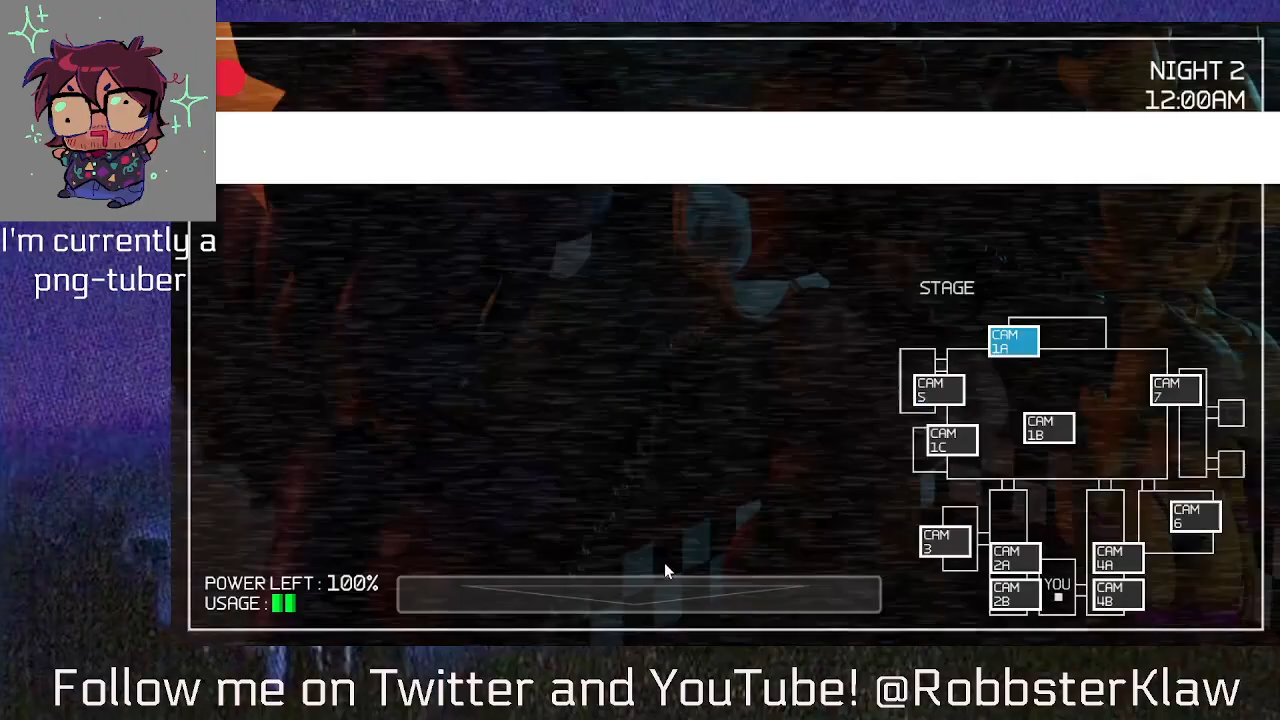 NIGHT 2
12:00AM
I'm currently a
png-tuber
STAGE
CAM
1A
CAM
5
CAM
7
CAM
1B
CAM
1C
CAM
6
CAM
3
CAM
2A
CAM
4A
YOU
CAM
2B
CAM
4B
POWER LEFT : 100%
USAGE :
Follow me on Twitter and YouTube! @RobbsterKlaw